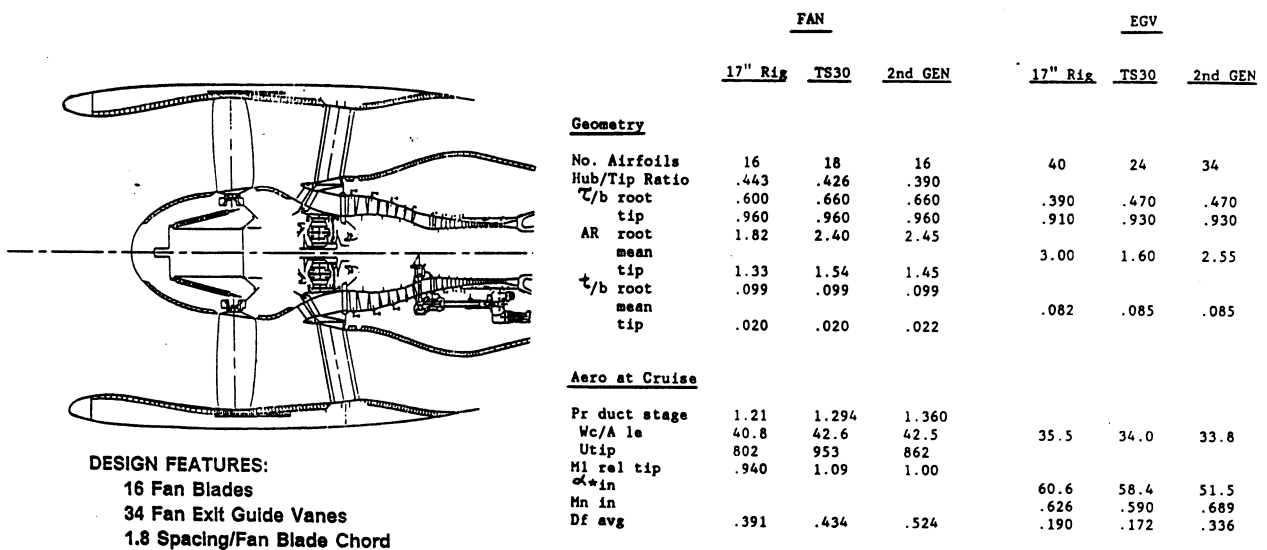 FAN EGV
17" Rig TS30 2nd GEN 17" Rig TS30 2nd GEN
Geometry
No. Airfoils 16 18 16 40 24 34
Hub/Tip Ratio .443 .426 .390
τ/b root .600 .660 .660 .390 .470 .470
tip .960 .960 .960 .910 .930 .930
AR root 1.82 2.40 2.45
mean 3.00 1.60 2.55
tip 1.33 1.54 1.45
t/b root .099 .099 .099
mean .082 .085 .085
tip .020 .020 .022
Aero at Cruise
Pr duct stage 1.21 1.294 1.360
Wc/A le 40.8 42.6 42.5 35.5 34.0 33.8
Utip 802 953 862
M1 rel tip .940 1.09 1.00
α*in 60.6 58.4 51.5
Mn in .626 .590 .689
Df avg .391 .434 .524 .190 .172 .336
DESIGN FEATURES:
16 Fan Blades
34 Fan Exit Guide Vanes
1.8 Spacing/Fan Blade Chord